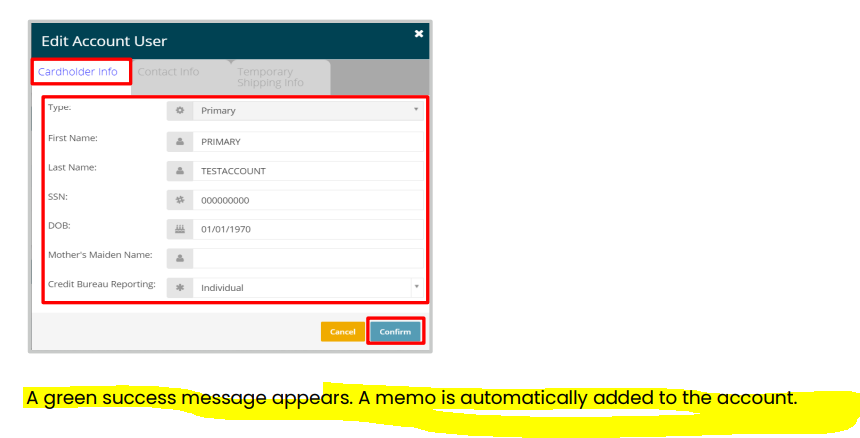 Edit Account User
Cardholder Info Contact Info Temporary
Shipping Info
Type: Primary
First Name: PRIMARY
Last Name: TESTACCOUNT
SSN: 000000000
DOB: 01/01/1970
Mother's Maiden Name:
Credit Bureau Reporting: Individual
Cancel Confirm
A green success message appears. A memo is automatically added to the account.